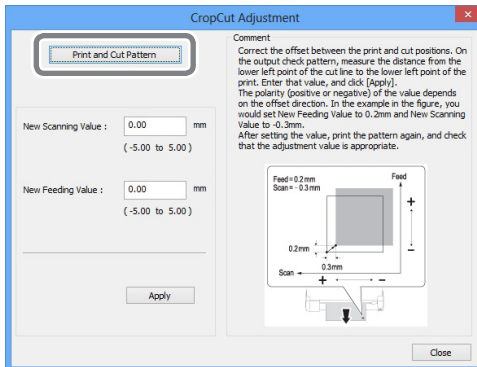 CropCut Adjustment
Print and Cut Pattern
New Scanning Value :
0.00
mm
(-5.00 to 5.00)
New Feeding Value :
0.00
mm
(-5.00 to 5.00)
Apply
Comment
Correct the offset between the print and cut positions. On
the output check pattern, measure the distance from the
lower left point of the cut line to the lower left point of the
print. Enter that value, and click [Apply].
The polarity (positive or negative) of the value depends
on the offset direction. In the example in the figure, you
would set New Feeding Value to 0.2mm and New Scanning
Value to -0.3mm.
After setting the value, print the pattern again, and check
that the adjustment value is appropriate.
Feed=0.2 mm
Scan= - 0.3 mm
Feed
+
-
0.2mm
0.3mm
Scan
+ -
Close